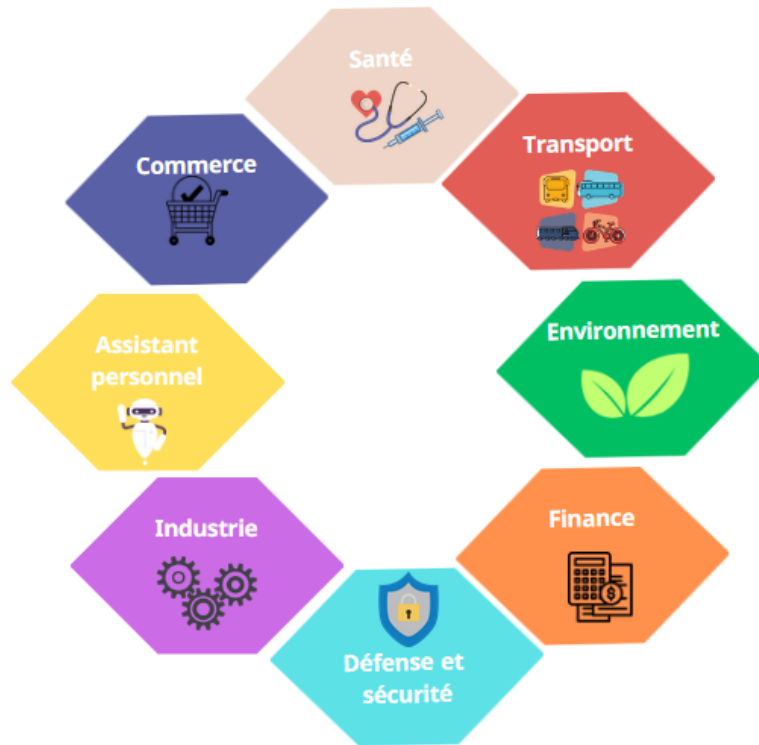 Santé
Transport
Commerce
Environnement
Assistant
personnel
Finance
Industrie
Défense et
sécurité
$